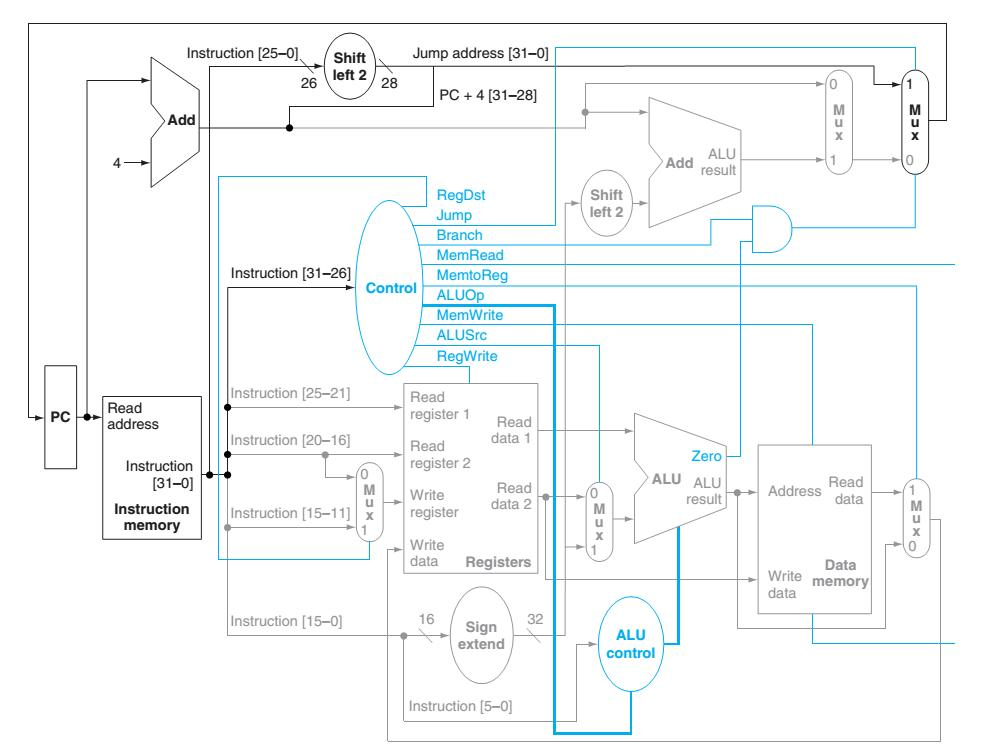 Instruction [25–0]
Shift
left 2
Jump address [31–0]
26
28
PC + 4 [31–28]
Add
4
0
M
u
x
1
1
M
u
x
0
Add
ALU
result
Shift
left 2
RegDst
Jump
Branch
MemRead
MemtoReg
ALUOp
MemWrite
ALUSrc
RegWrite
Instruction [31–26]
Control
PC
Read
address
Instruction
[31–0]
Instruction
memory
Instruction [25–21]
Instruction [20–16]
Instruction [15–11]
0
M
u
x
1
Read
register 1
Read
register 2
Write
register
Write
data
Read
data 1
Read
data 2
Registers
0
M
u
x
1
Zero
ALU
ALU
result
Address
Read
data
Write
data
Data
memory
1
M
u
x
0
Instruction [15–0]
16
Sign
extend
32
ALU
control
Instruction [5–0]